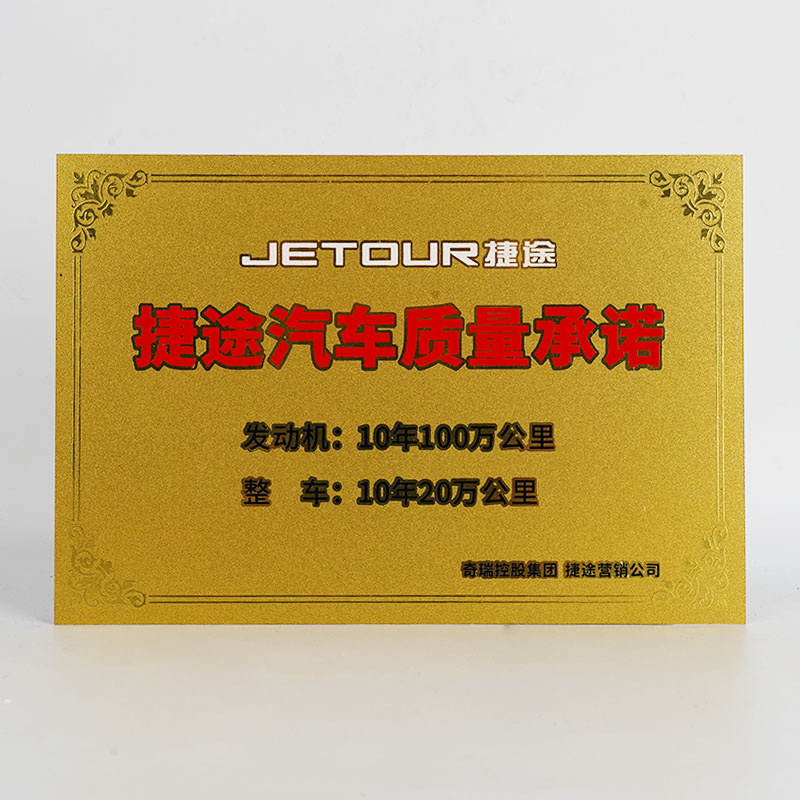 JETOUR捷途
捷途汽车质量承诺
发动机：10年100万公里
整　车：10年20万公里
奇瑞控股集团 捷途营销公司